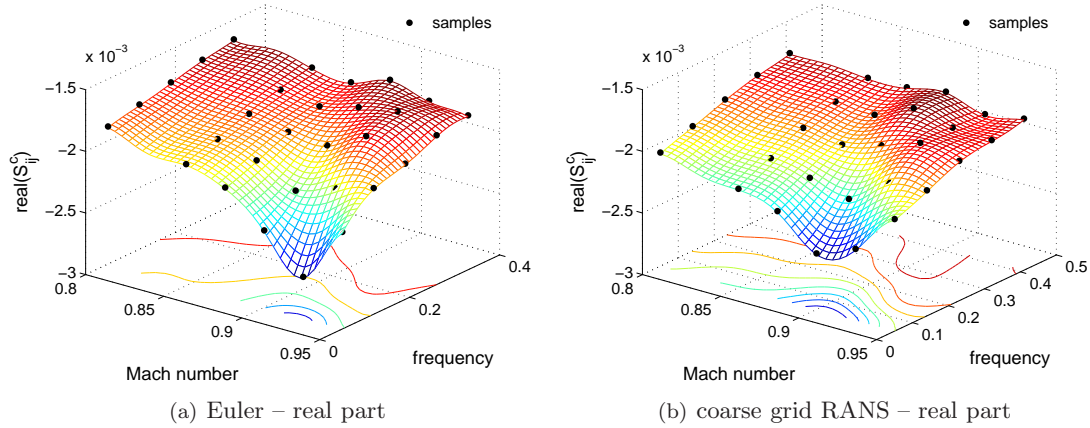 samples
x 10⁻³
−1.5
−2
−2.5
−3
real(Sᶜᵢⱼ)
0.8
0.85
0.9
0.95
Mach number
0
0.2
0.4
frequency
(a) Euler – real part
samples
x 10⁻³
−1.5
−2
−2.5
−3
real(Sᶜᵢⱼ)
0.8
0.85
0.9
0.95
Mach number
0
0.1
0.2
0.3
0.4
0.5
frequency
(b) coarse grid RANS – real part